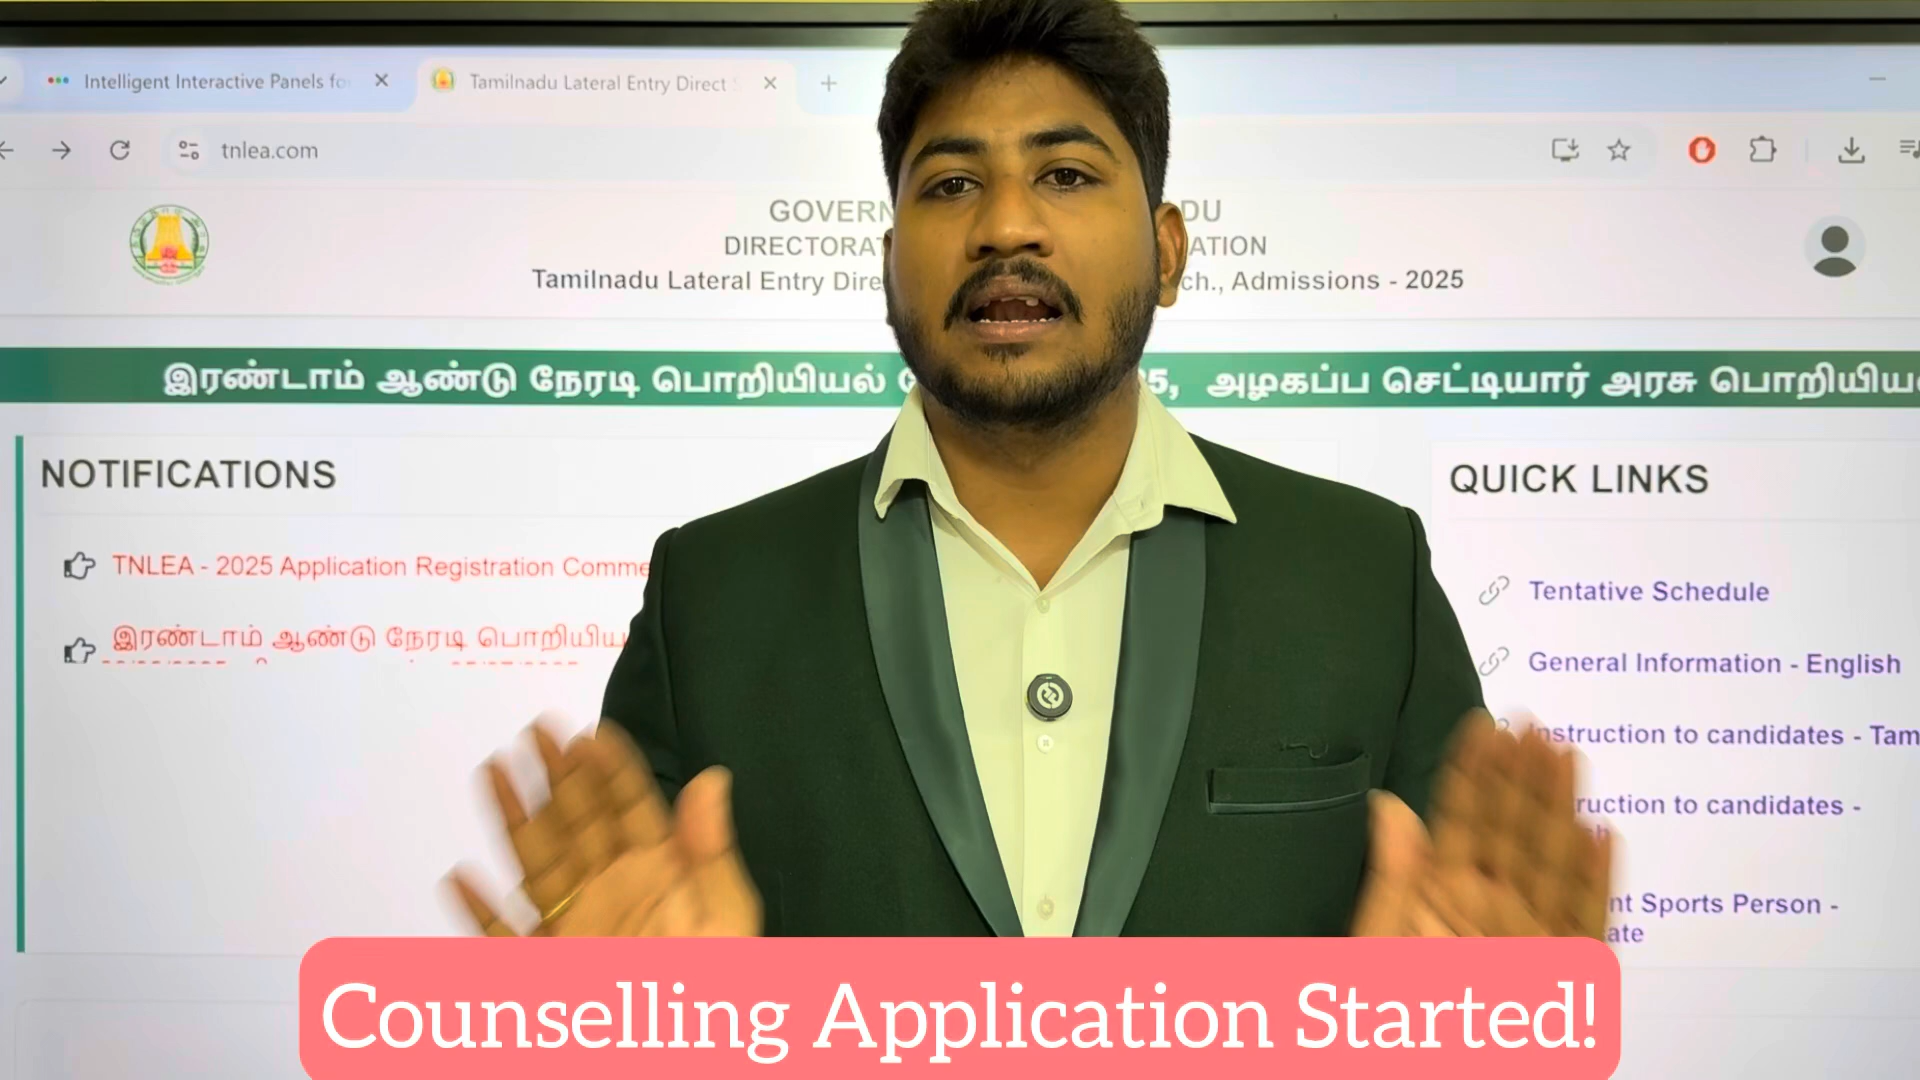 Intelligent Interactive Panels fo
Tamilnadu Lateral Entry Direct
tnlea.com
GOVERN DU
DIRECTORAT ATION
Tamilnadu Lateral Entry Dire ch., Admissions - 2025
இரண்டாம் ஆண்டு நேரடி பொறியியல் 5, அழகப்ப செட்டியார் அரசு பொறியியல
NOTIFICATIONS
TNLEA - 2025 Application Registration Comme
இரண்டாம் ஆண்டு நேரடி பொறியிய
QUICK LINKS
Tentative Schedule
General Information - English
Instruction to candidates - Tam
ruction to candidates -
sh
nt Sports Person -
ate
Counselling Application Started!